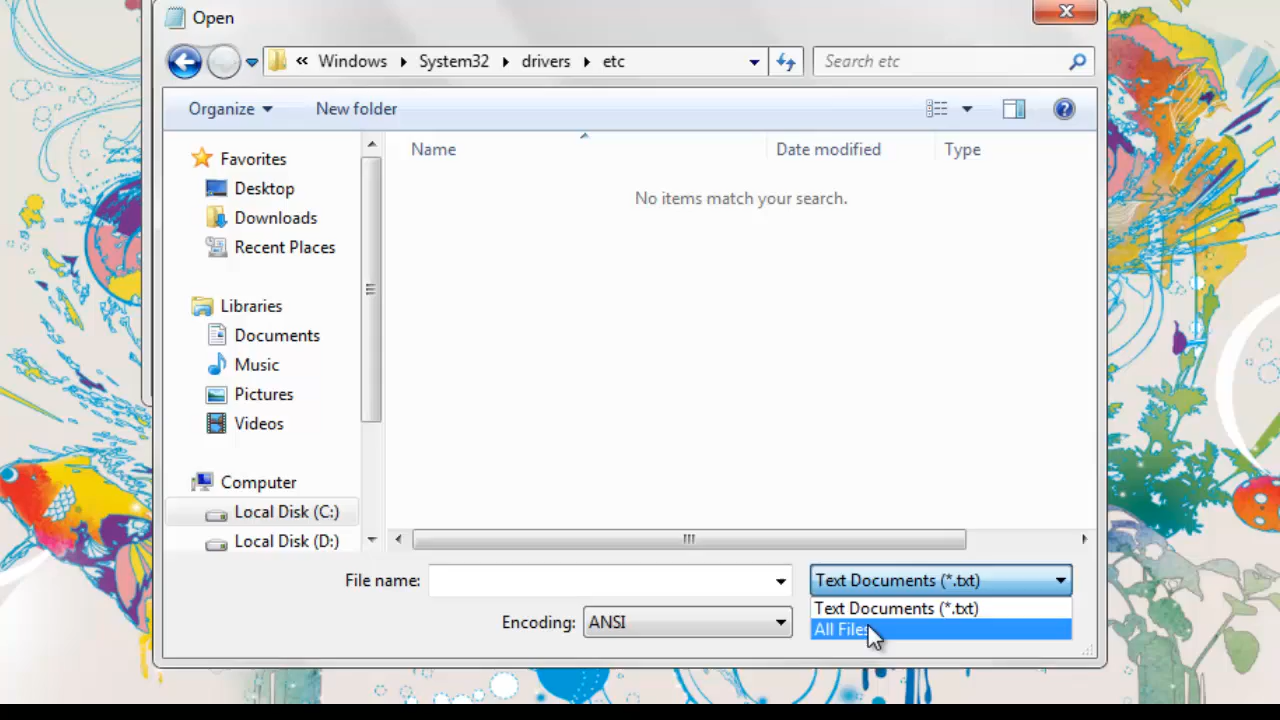 Open
« Windows System32 drivers etc
Search etc
Organize New folder
Name Date modified Type
No items match your search.
Favorites
Desktop
Downloads
Recent Places
Libraries
Documents
Music
Pictures
Videos
Computer
Local Disk (C:)
Local Disk (D:)
File name: Text Documents (*.txt)
Text Documents (*.txt)
Encoding: ANSI
All Files